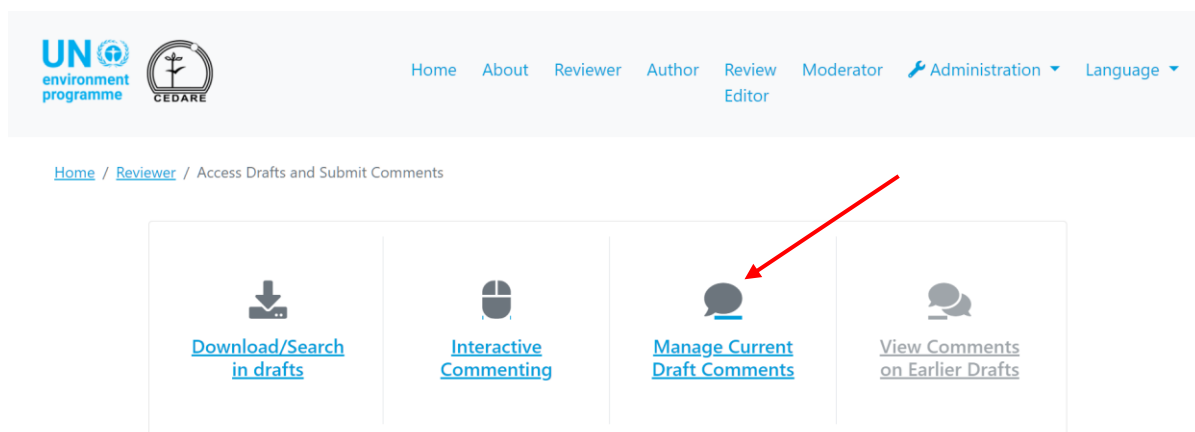 UN
environment
programme
CEDARE
Home About Reviewer Author Review Editor Moderator Administration Language
Home / Reviewer / Access Drafts and Submit Comments
Download/Search
in drafts
Interactive
Commenting
Manage Current
Draft Comments
View Comments
on Earlier Drafts